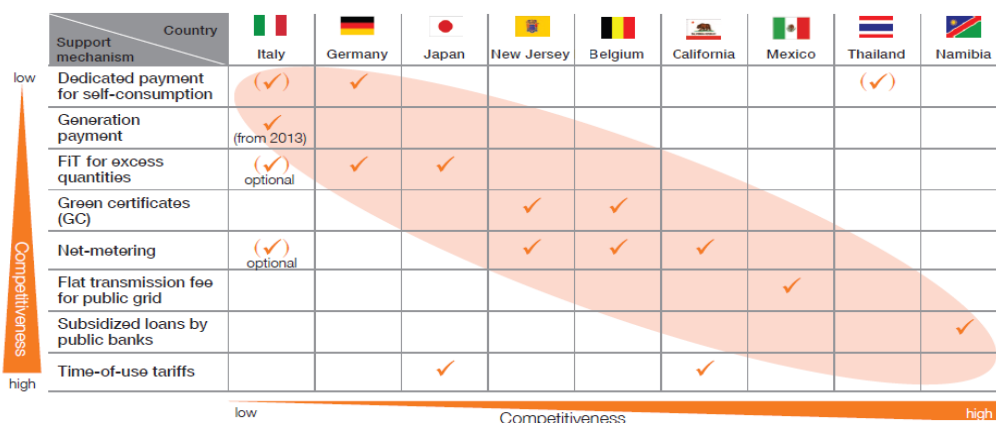 Country
Support
mechanism
Italy Germany Japan New Jersey Belgium California Mexico Thailand Namibia
low
Dedicated payment
for self-consumption
(✓) ✓ (✓)
Generation
payment
✓
(from 2013)
FiT for excess
quantities
(✓) ✓ ✓
optional
Green certificates
(GC)
✓ ✓
Net-metering
(✓) ✓ ✓ ✓
optional
Flat transmission fee
for public grid
✓
Subsidized loans by
public banks
✓
Time-of-use tariffs
✓ ✓
Competitiveness
high
low
Competitiveness
high